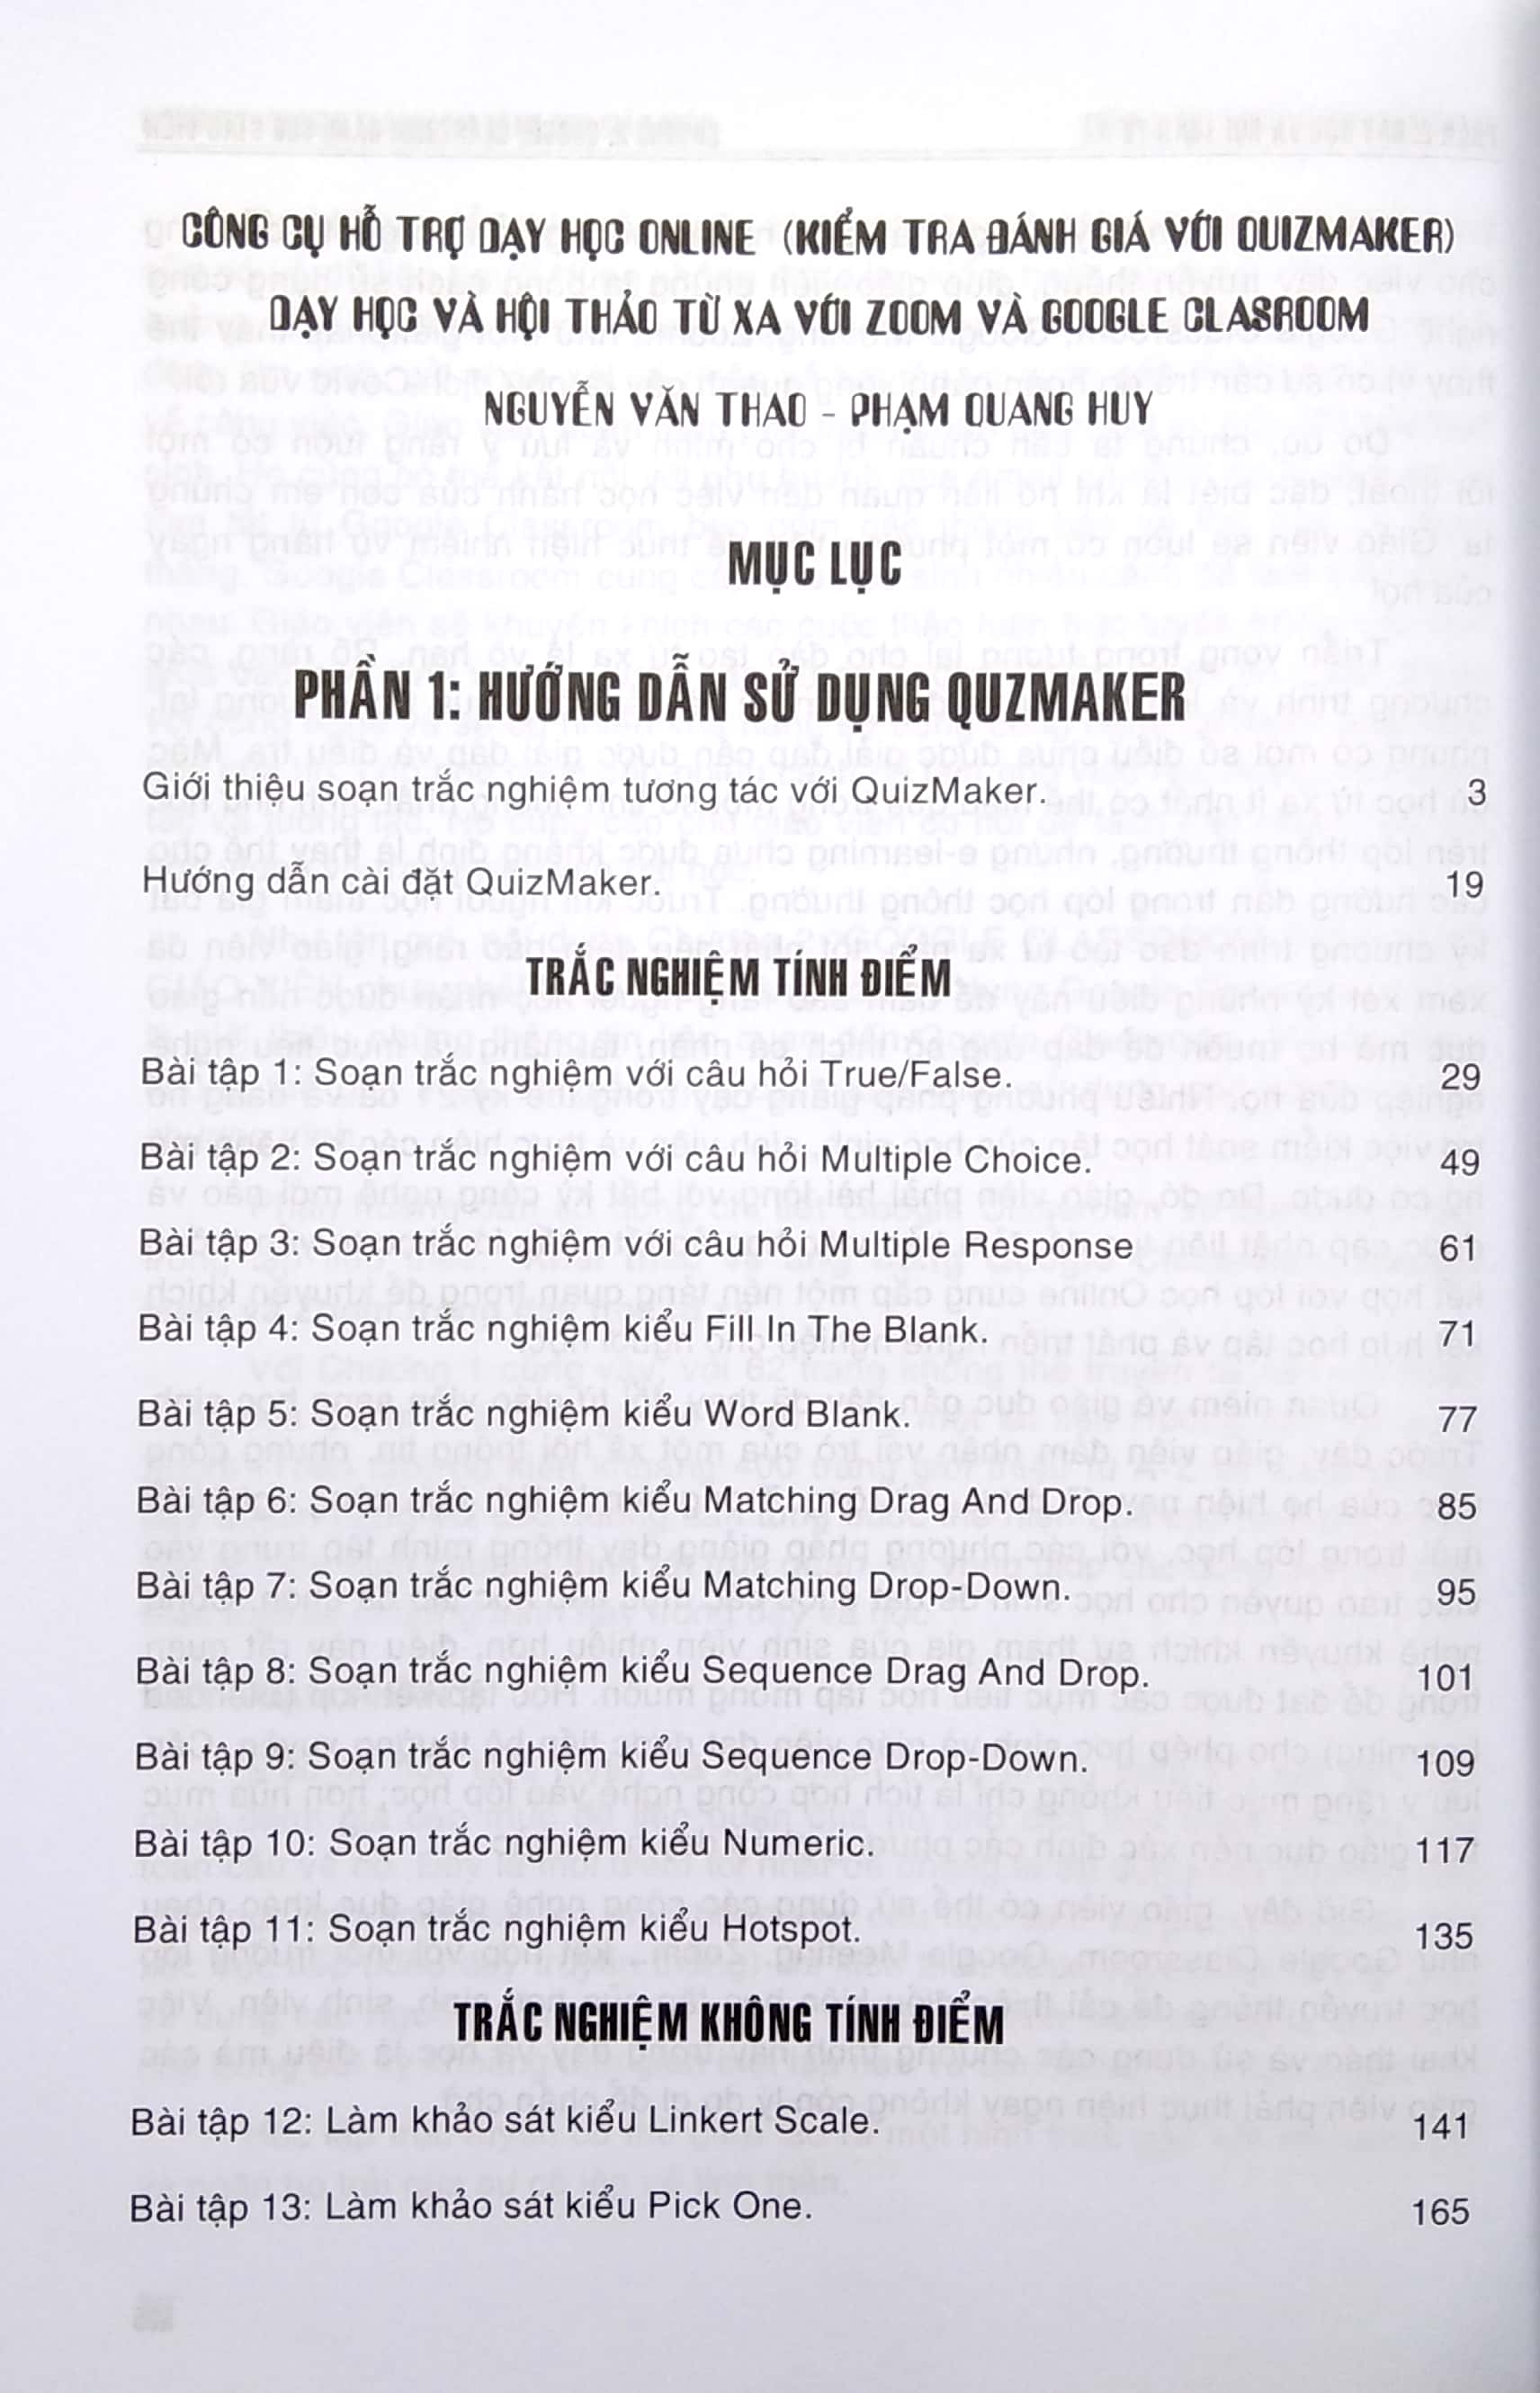 CÔNG CỤ HỖ TRỢ DẠY HỌC ONLINE (KIỂM TRA ĐÁNH GIÁ VỚI QUIZMAKER)
DẠY HỌC VÀ HỘI THẢO TỪ XA VỚI ZOOM VÀ GOOGLE CLASROOM
NGUYỄN VĂN THAO - PHẠM QUANG HUY
MỤC LỤC
PHẦN 1: HƯỚNG DẪN SỬ DỤNG QUZMAKER
Giới thiệu soạn trắc nghiệm tương tác với QuizMaker. 3
Hướng dẫn cài đặt QuizMaker. 19
TRẮC NGHIỆM TÍNH ĐIỂM
Bài tập 1: Soạn trắc nghiệm với câu hỏi True/False. 29
Bài tập 2: Soạn trắc nghiệm với câu hỏi Multiple Choice. 49
Bài tập 3: Soạn trắc nghiệm với câu hỏi Multiple Response 61
Bài tập 4: Soạn trắc nghiệm kiểu Fill In The Blank. 71
Bài tập 5: Soạn trắc nghiệm kiểu Word Blank. 77
Bài tập 6: Soạn trắc nghiệm kiểu Matching Drag And Drop. 85
Bài tập 7: Soạn trắc nghiệm kiểu Matching Drop-Down. 95
Bài tập 8: Soạn trắc nghiệm kiểu Sequence Drag And Drop. 101
Bài tập 9: Soạn trắc nghiệm kiểu Sequence Drop-Down. 109
Bài tập 10: Soạn trắc nghiệm kiểu Numeric. 117
Bài tập 11: Soạn trắc nghiệm kiểu Hotspot. 135
TRẮC NGHIỆM KHÔNG TÍNH ĐIỂM
Bài tập 12: Làm khảo sát kiểu Linkert Scale. 141
Bài tập 13: Làm khảo sát kiểu Pick One. 165